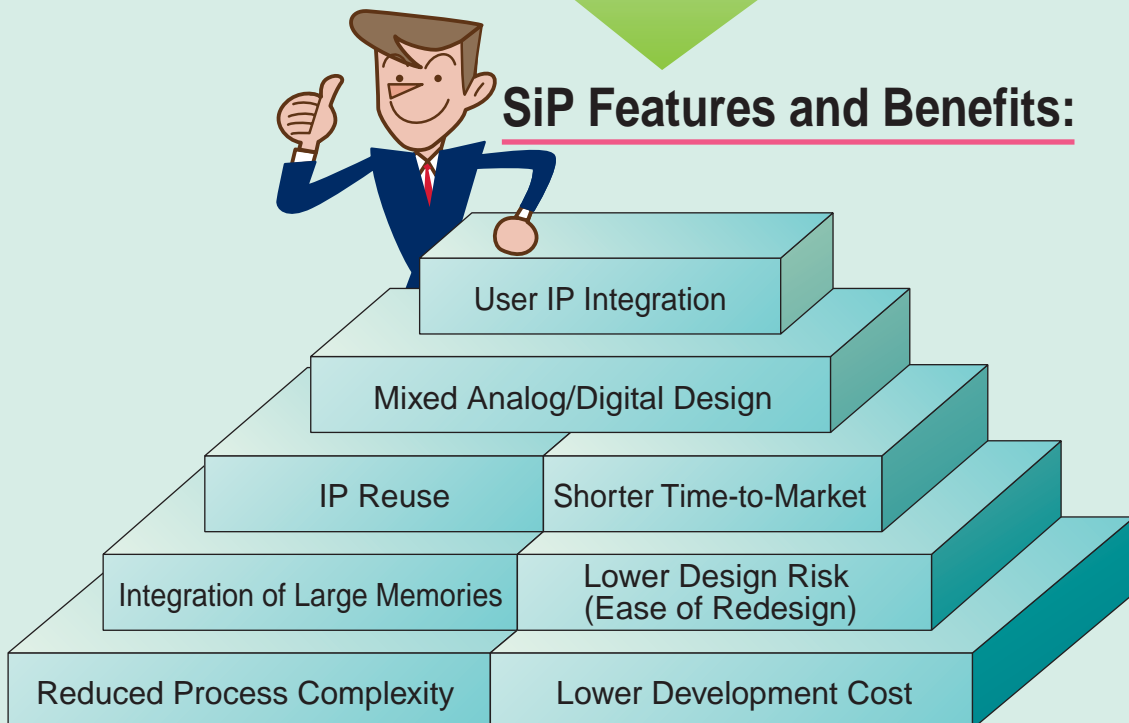 SiP Features and Benefits:
User IP Integration
Mixed Analog/Digital Design
IP Reuse
Shorter Time-to-Market
Integration of Large Memories
Lower Design Risk
(Ease of Redesign)
Reduced Process Complexity
Lower Development Cost